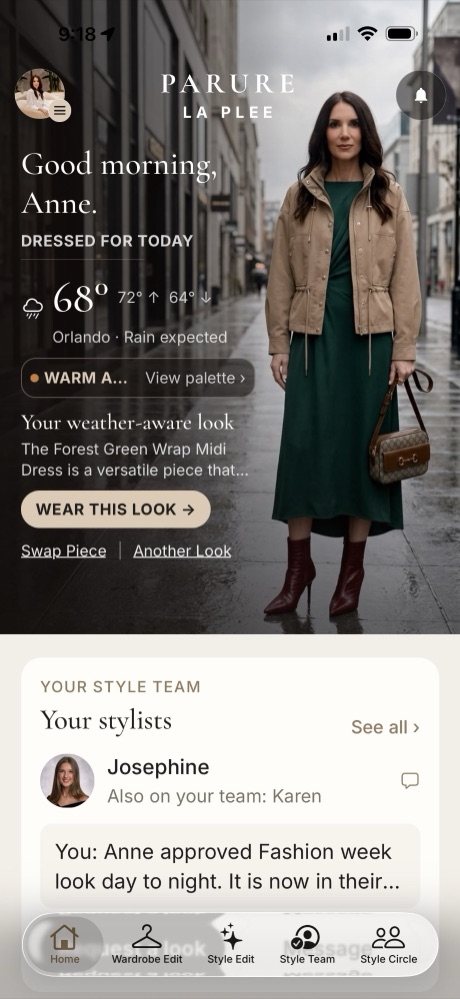 9:18
PARURE
LA PLEE
Good morning,
Anne.
DRESSED FOR TODAY
68° 72° ↑ 64° ↓
Orlando · Rain expected
WARM A... View palette ›
Your weather-aware look
The Forest Green Wrap Midi
Dress is a versatile piece that...
WEAR THIS LOOK →
Swap Piece | Another Look
YOUR STYLE TEAM
Your stylists
See all ›
Josephine
Also on your team: Karen
You: Anne approved Fashion week
look day to night. It is now in their...
look Message
Home Wardrobe Edit Style Edit Style Team Style Circle